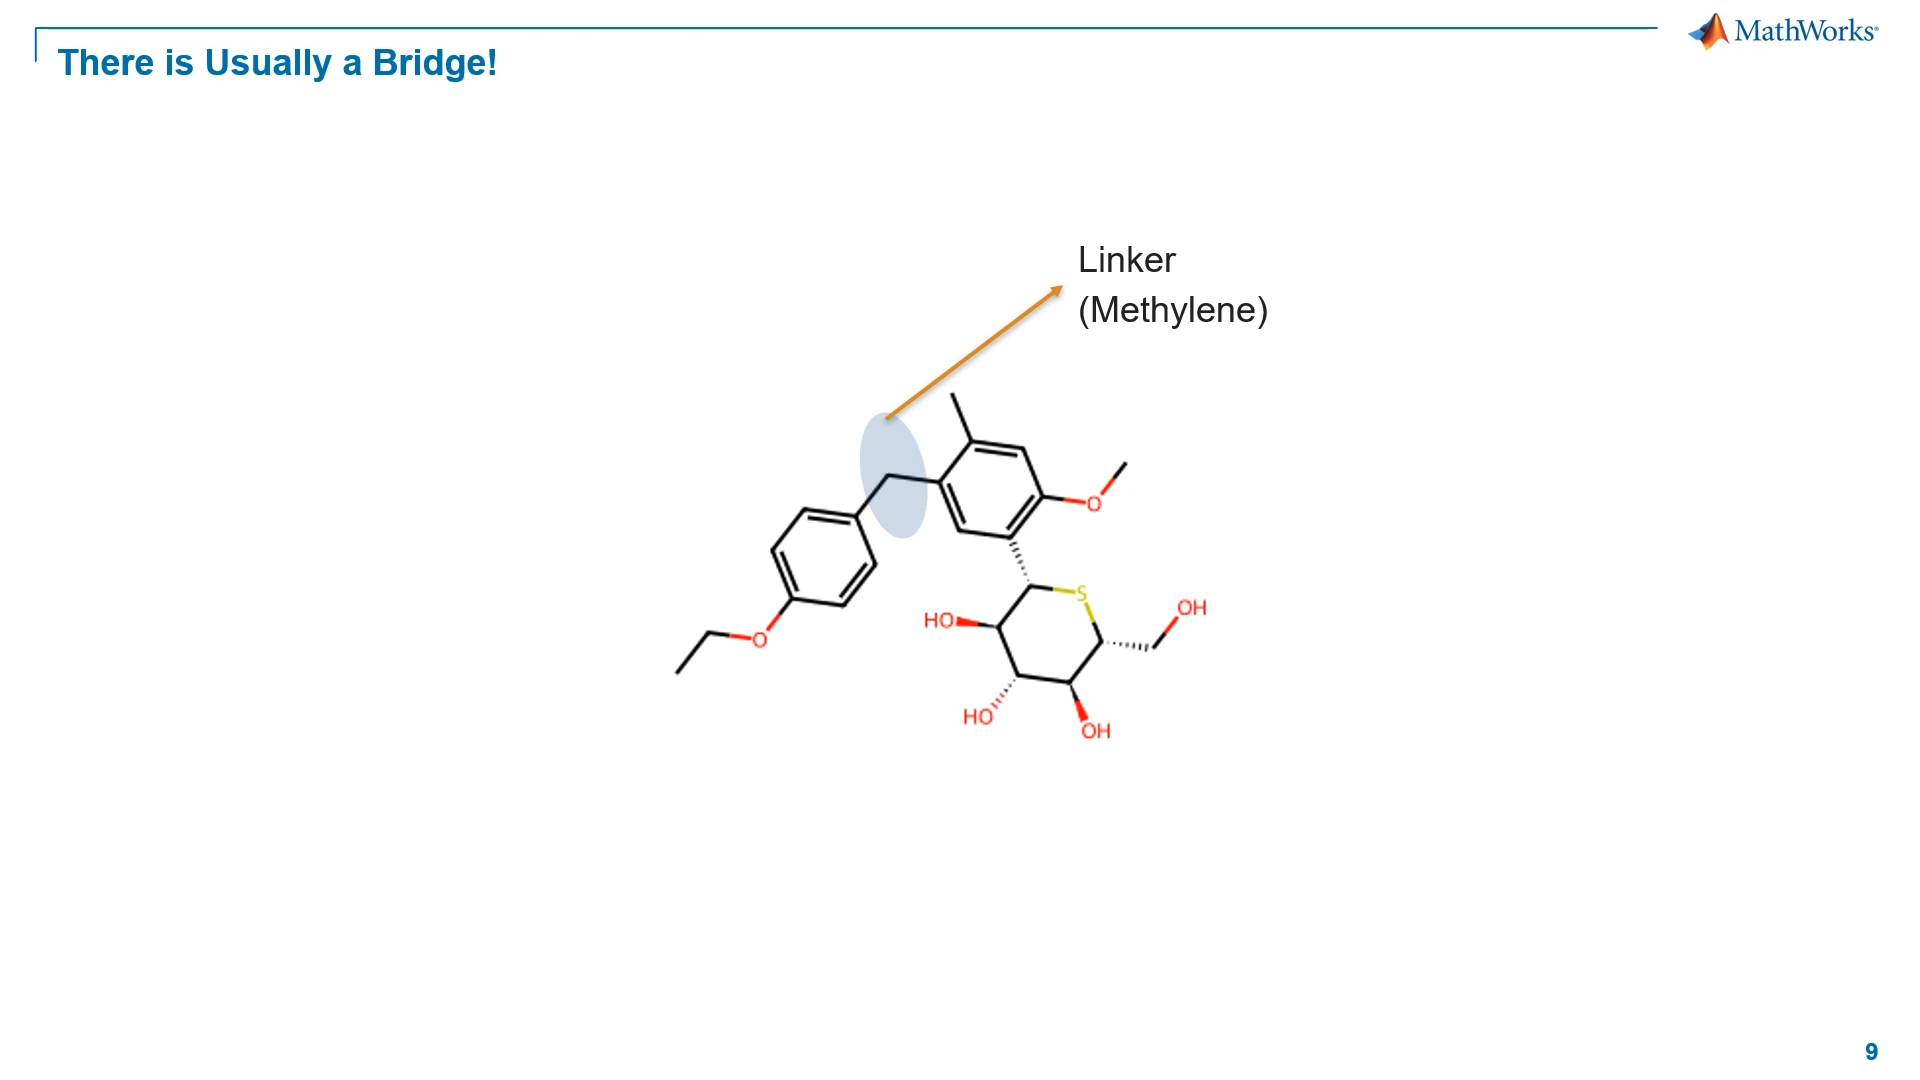 MathWorks®
There is Usually a Bridge!
Linker
(Methylene)
O
S
HO
OH
O
HO
OH
9